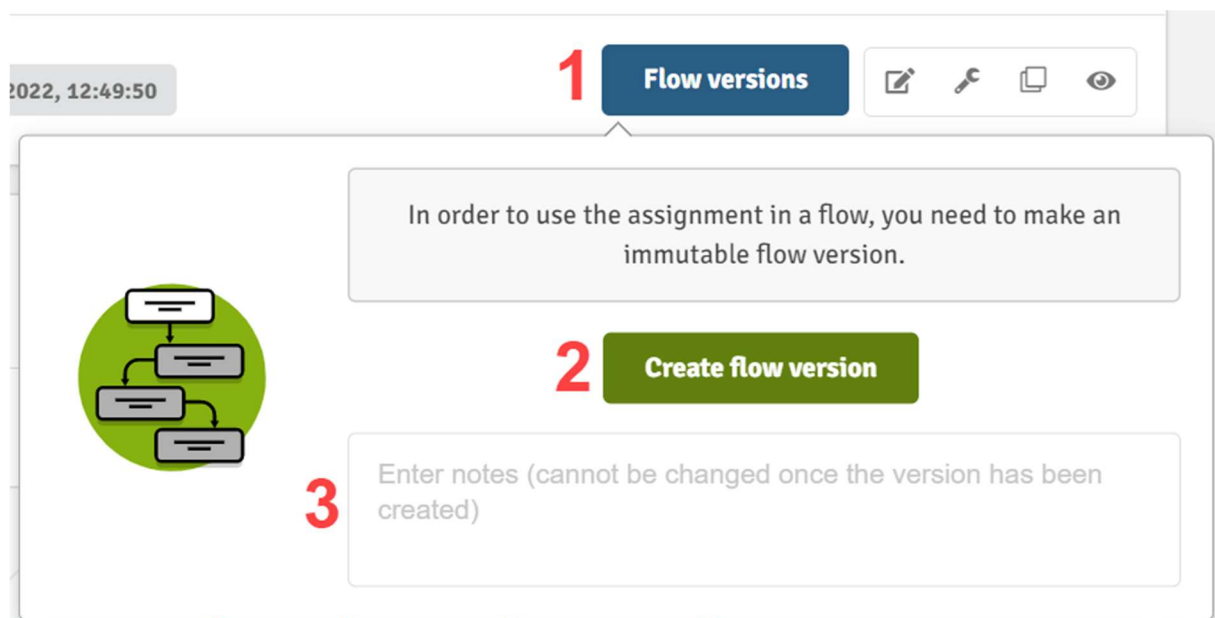 1 Flow versions
2022, 12:49:50
In order to use the assignment in a flow, you need to make an
immutable flow version.
2 Create flow version
Enter notes (cannot be changed once the version has been
3 created)